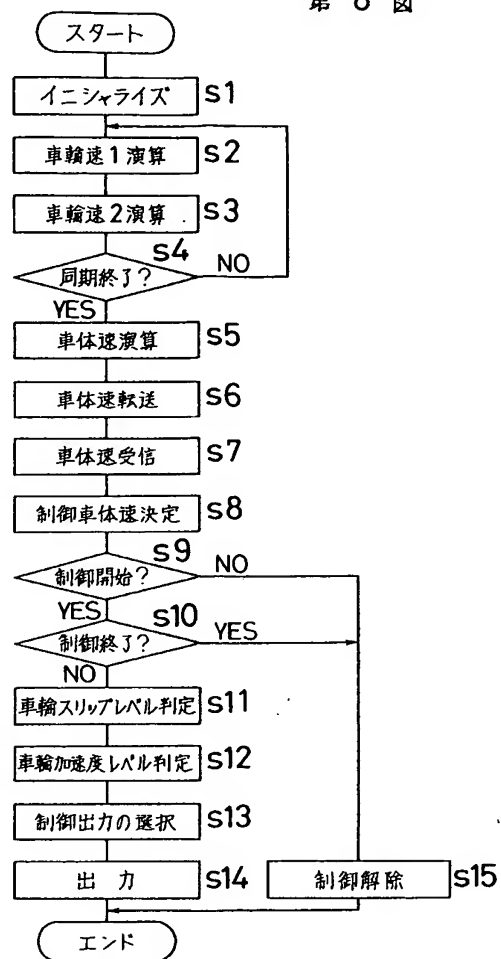 第 図
スタート
イニシャライズ S1
車輪速1演算 S2
車輪速2演算 S3
S4
同期終了? NO
YES
車体速演算 S5
車体速転送 S6
車体速受信 S7
制御車体速決定 S8
S9
制御開始? NO
YES S10
制御終了? YES
NO
車輪スリップレベル判定 S11
車輪加速度レベル判定 S12
制御出力の選択 S13
出力 S14 制御解除 S15
エンド